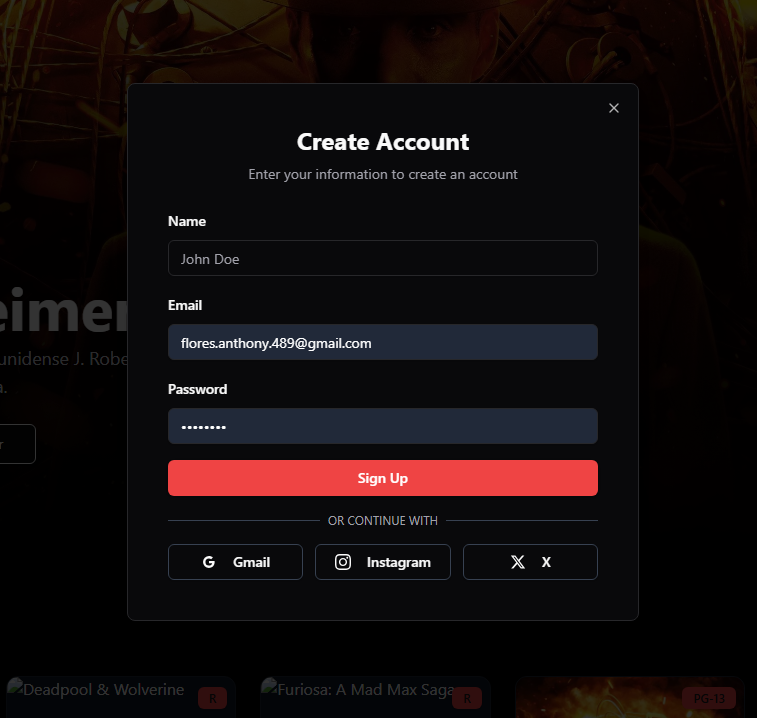 Create Account
Enter your information to create an account
Name
John Doe
Email
flores.anthony.489@gmail.com
Password
••••••••
Sign Up
OR CONTINUE WITH
G Gmail
Instagram
X X
eimer
unidense J. Robe
a.
r
Deadpool & Wolverine
R
Furiosa: A Mad Max Saga
R
PG-13